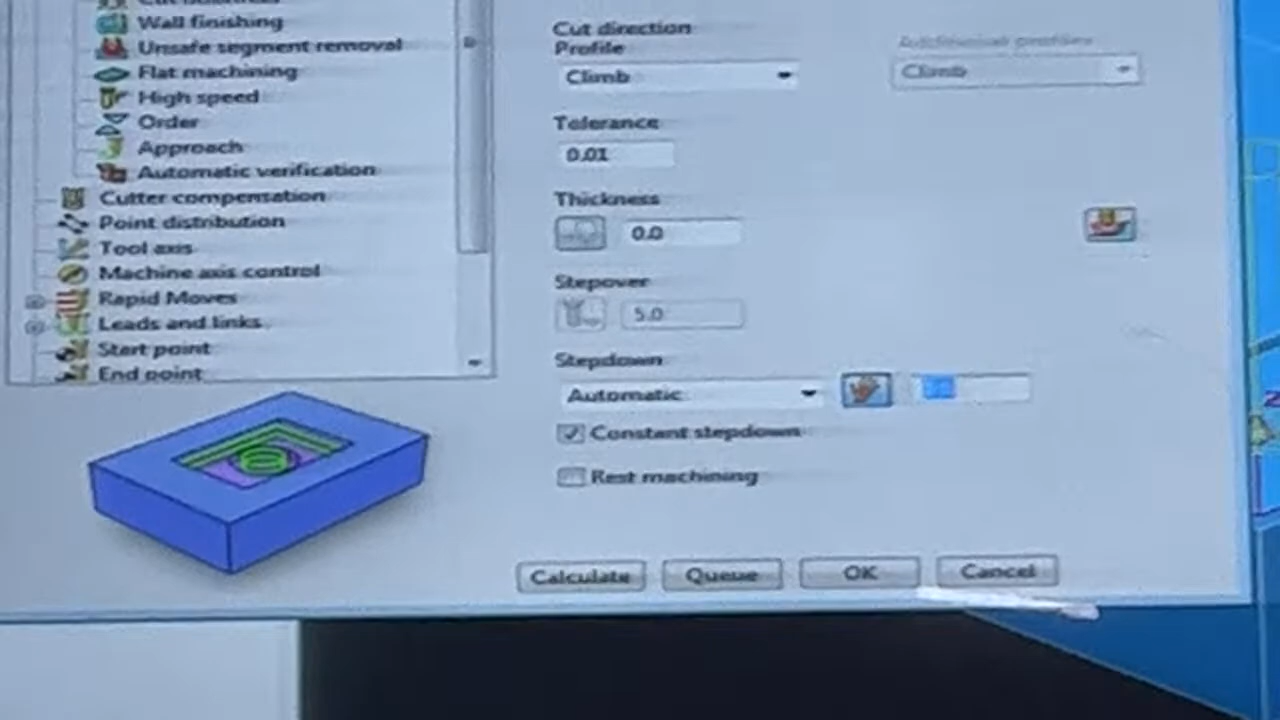 Wall finishing
Unsafe segment removal
Flat machining
High speed
Order
Approach
Automatic verification
Cutter compensation
Point distribution
Tool axis
Machine axis control
Rapid Moves
Leads and links
Start point
End point
Cut direction
Profile
Additional profiles
Climb
Climb
Tolerance
0.01
Thickness
0.0
Stepover
5.0
Stepdown
Automatic
Constant stepdown
Rest machining
Calculate
Queue
OK
Cancel